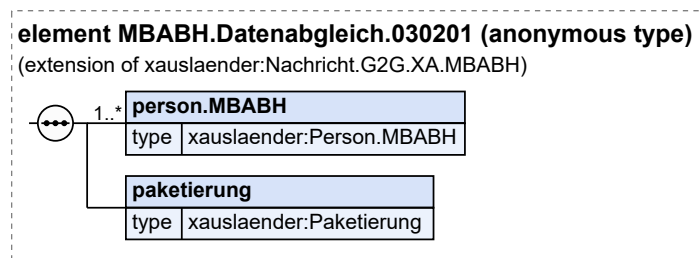 element MBABH.Datenabgleich.030201 (anonymous type)
(extension of xauslaender:Nachricht.G2G.XA.MBABH)
1..* person.MBABH
type xauslaender:Person.MBABH
paketierung
type xauslaender:Paketierung